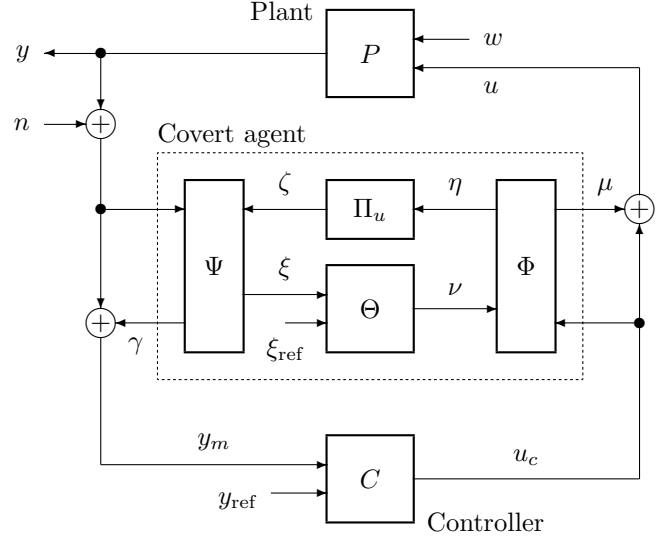 Plant
y
P
w
u
n
Covert agent
ζ
Π_u
η
μ
Ψ
ξ
Θ
ν
Φ
ξ_ref
γ
y_m
C
u_c
y_ref
Controller